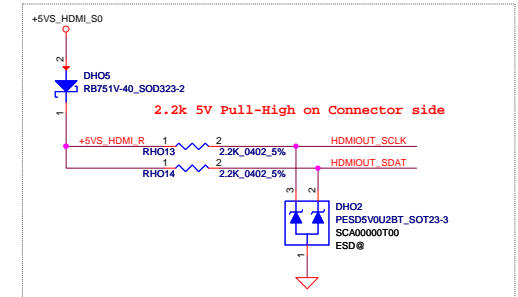 +5VS_HDMI_S0
2
DHO5
RB751V-40_SOD323-2
1
2.2k 5V Pull-High on Connector side
+5VS_HDMI_R
1
2
HDMIOUT_SCLK
RHO13
2.2K_0402_5%
1
2
HDMIOUT_SDAT
RHO14
2.2K_0402_5%
3
2
DHO2
PESD5V0U2BT_SOT23-3
SCA00000T00
ESD@
1